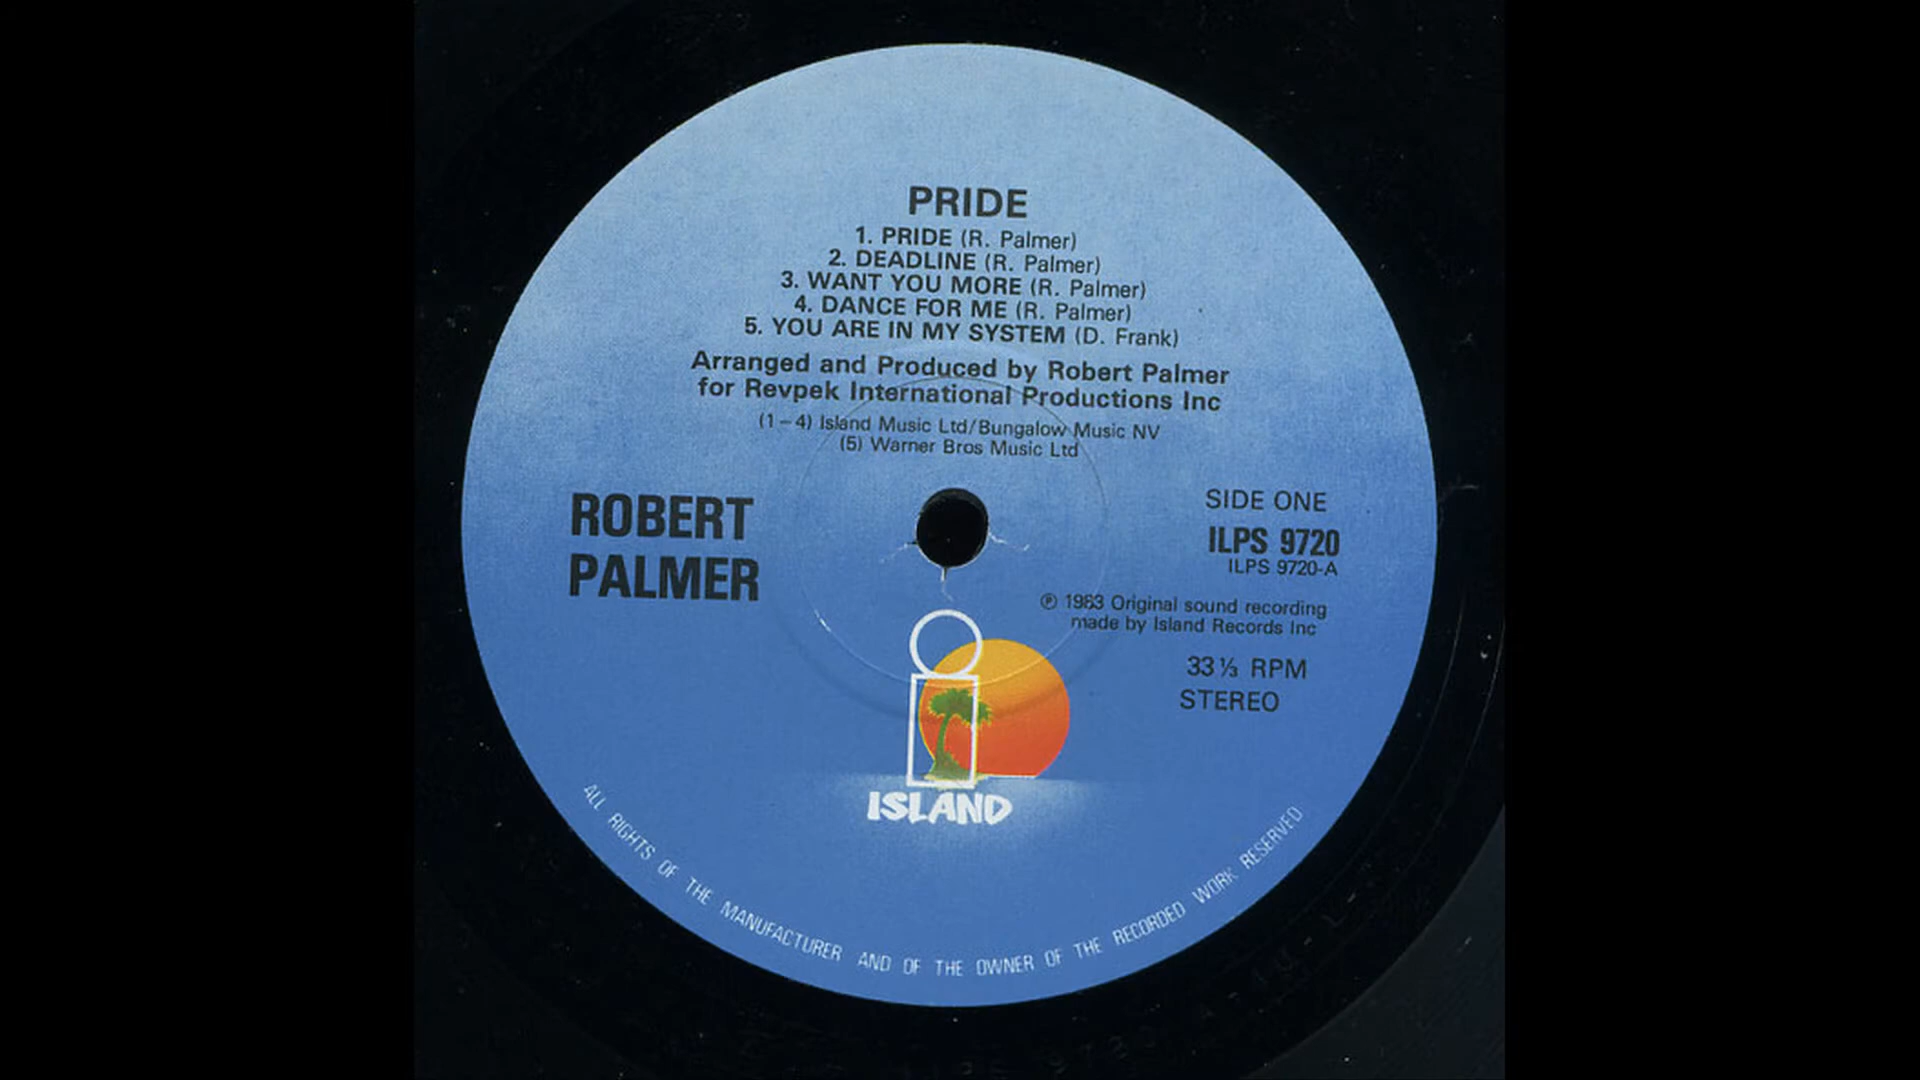 PRIDE
1. PRIDE (R. Palmer)
2. DEADLINE (R. Palmer)
3. WANT YOU MORE (R. Palmer)
4. DANCE FOR ME (R. Palmer)
5. YOU ARE IN MY SYSTEM (D. Frank)
Arranged and Produced by Robert Palmer
for Revpek International Productions Inc
(1–4) Island Music Ltd/Bungalow Music NV
(5) Warner Bros Music Ltd
ROBERT
PALMER
SIDE ONE
ILPS 9720
ILPS 9720-A
℗ 1983 Original sound recording
made by Island Records Inc
33⅓ RPM
STEREO
ISLAND
ALL RIGHTS OF THE MANUFACTURER AND OF THE OWNER OF THE RECORDED WORK RESERVED